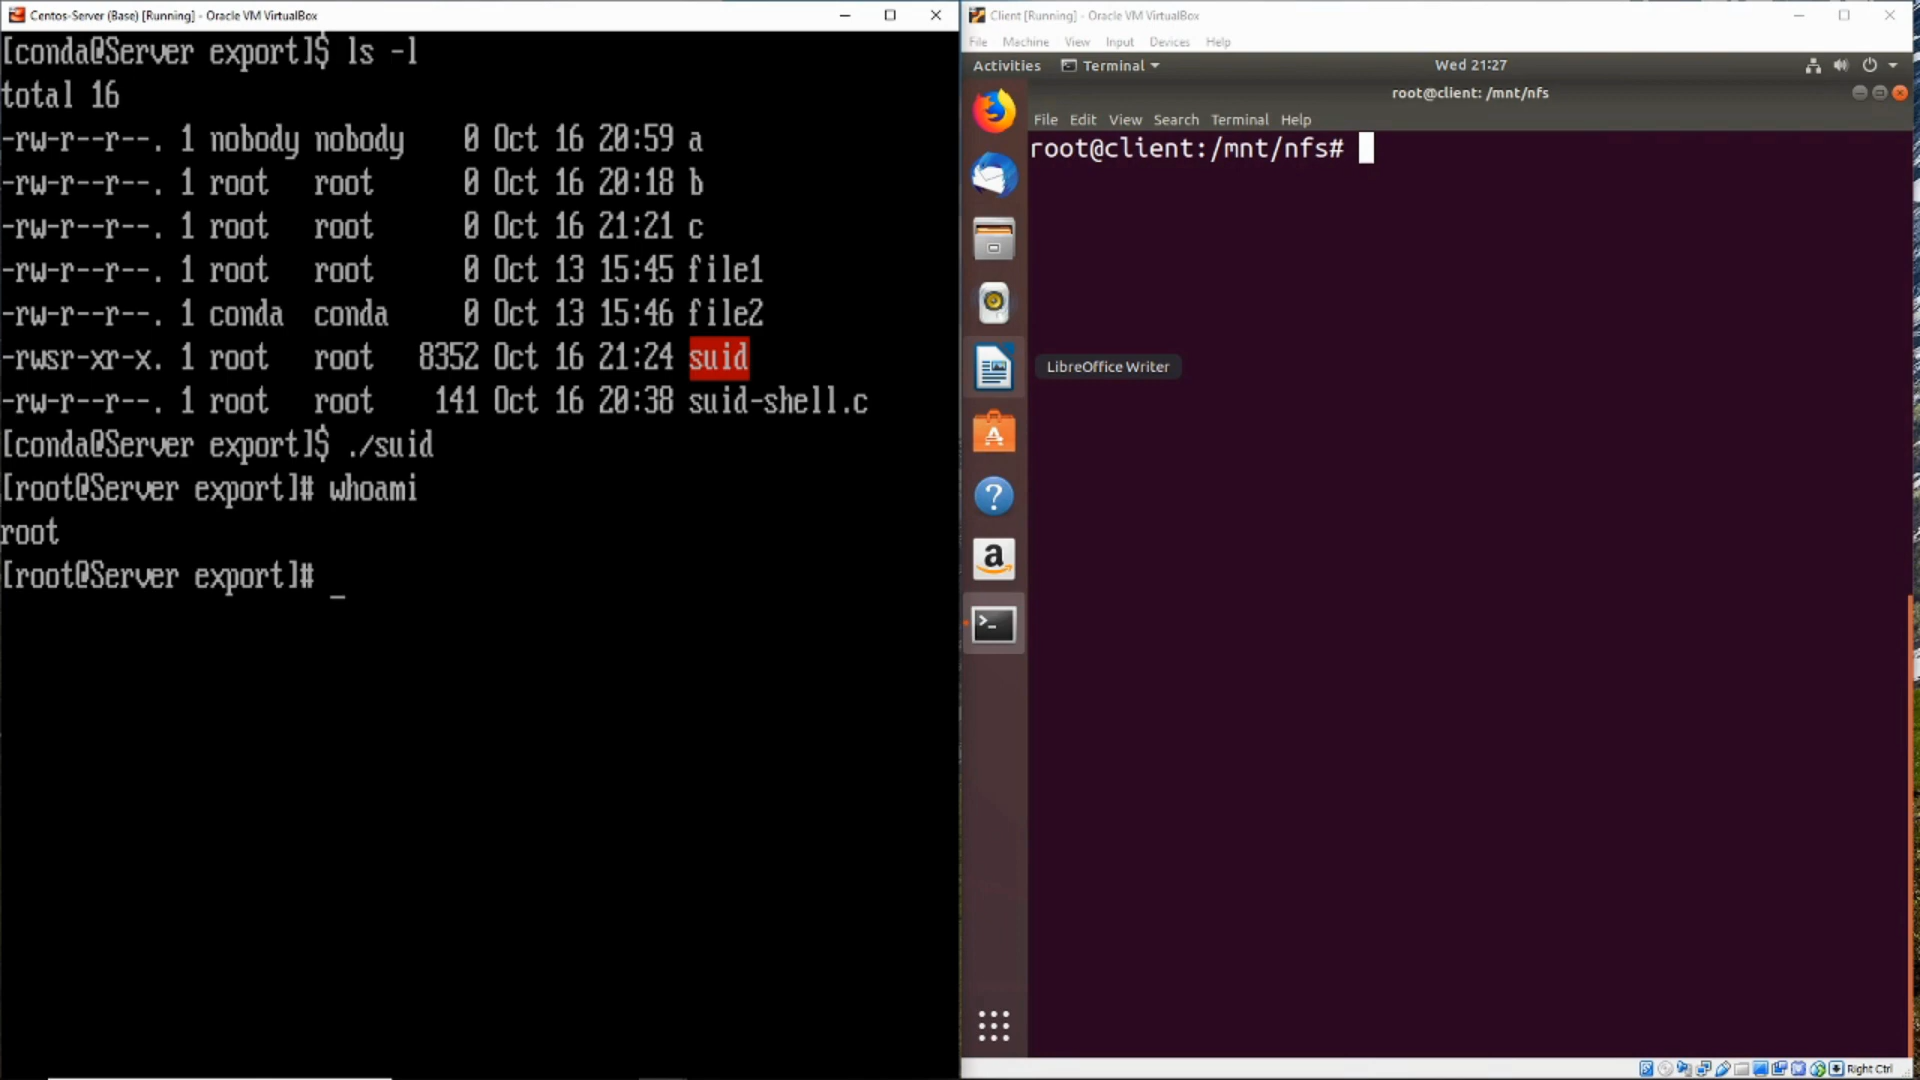 Centos-Server (Base) [Running] - Oracle VM VirtualBox
[conda@Server export]$ ls -l
total 16
-rw-r--r--. 1 nobody nobody 0 Oct 16 20:59 a
-rw-r--r--. 1 root root 0 Oct 16 20:18 b
-rw-r--r--. 1 root root 0 Oct 16 21:21 c
-rw-r--r--. 1 root root 0 Oct 13 15:45 file1
-rw-r--r--. 1 conda conda 0 Oct 13 15:46 file2
-rwsr-xr-x. 1 root root 8352 Oct 16 21:24 suid
-rw-r--r--. 1 root root 141 Oct 16 20:38 suid-shell.c
[conda@Server export]$ ./suid
[root@Server export]# whoami
root
[root@Server export]# _
Client [Running] - Oracle VM VirtualBox
File Machine View Input Devices Help
Activities Terminal Wed 21:27
root@client: /mnt/nfs
File Edit View Search Terminal Help
root@client:/mnt/nfs#
LibreOffice Writer
Right Ctrl